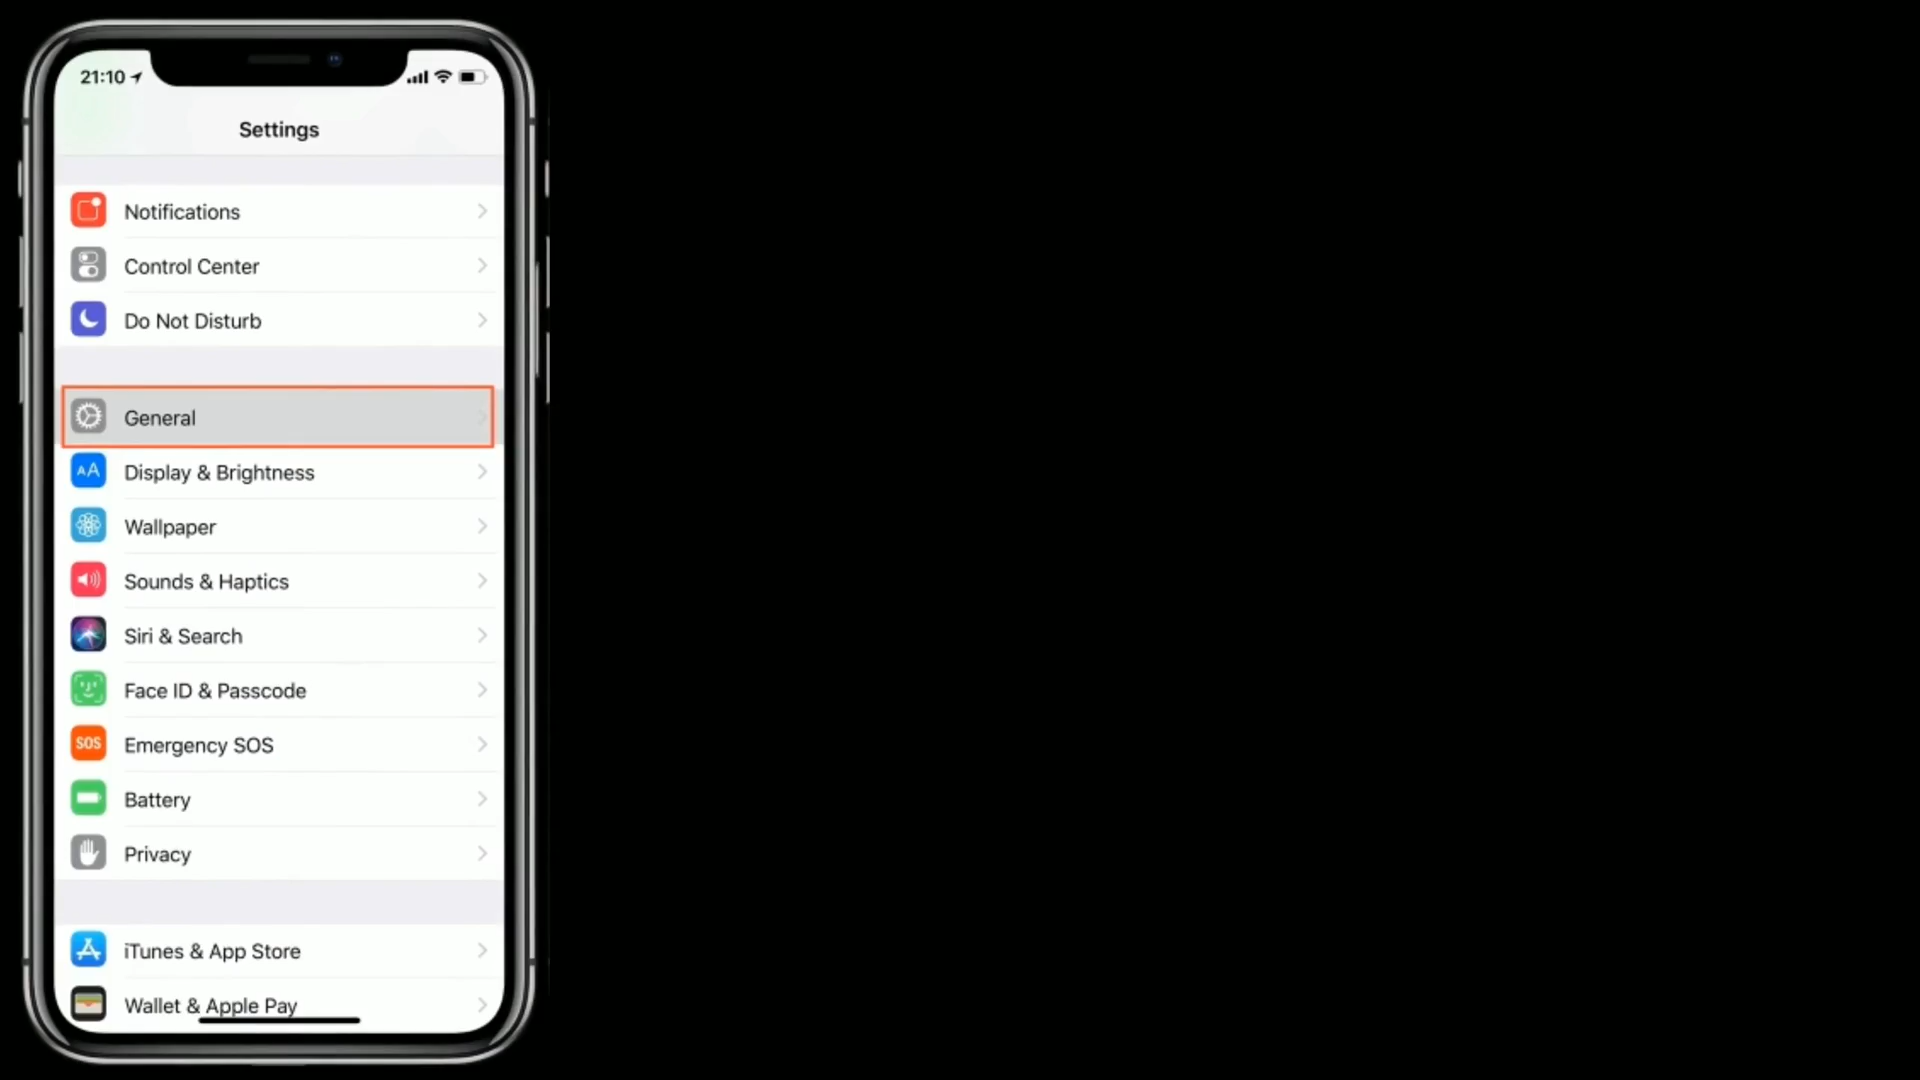 21:10
Settings
Notifications
Control Center
Do Not Disturb
General
AA
Display & Brightness
Wallpaper
Sounds & Haptics
Siri & Search
Face ID & Passcode
SOS
Emergency SOS
Battery
Privacy
iTunes & App Store
Wallet & Apple Pay